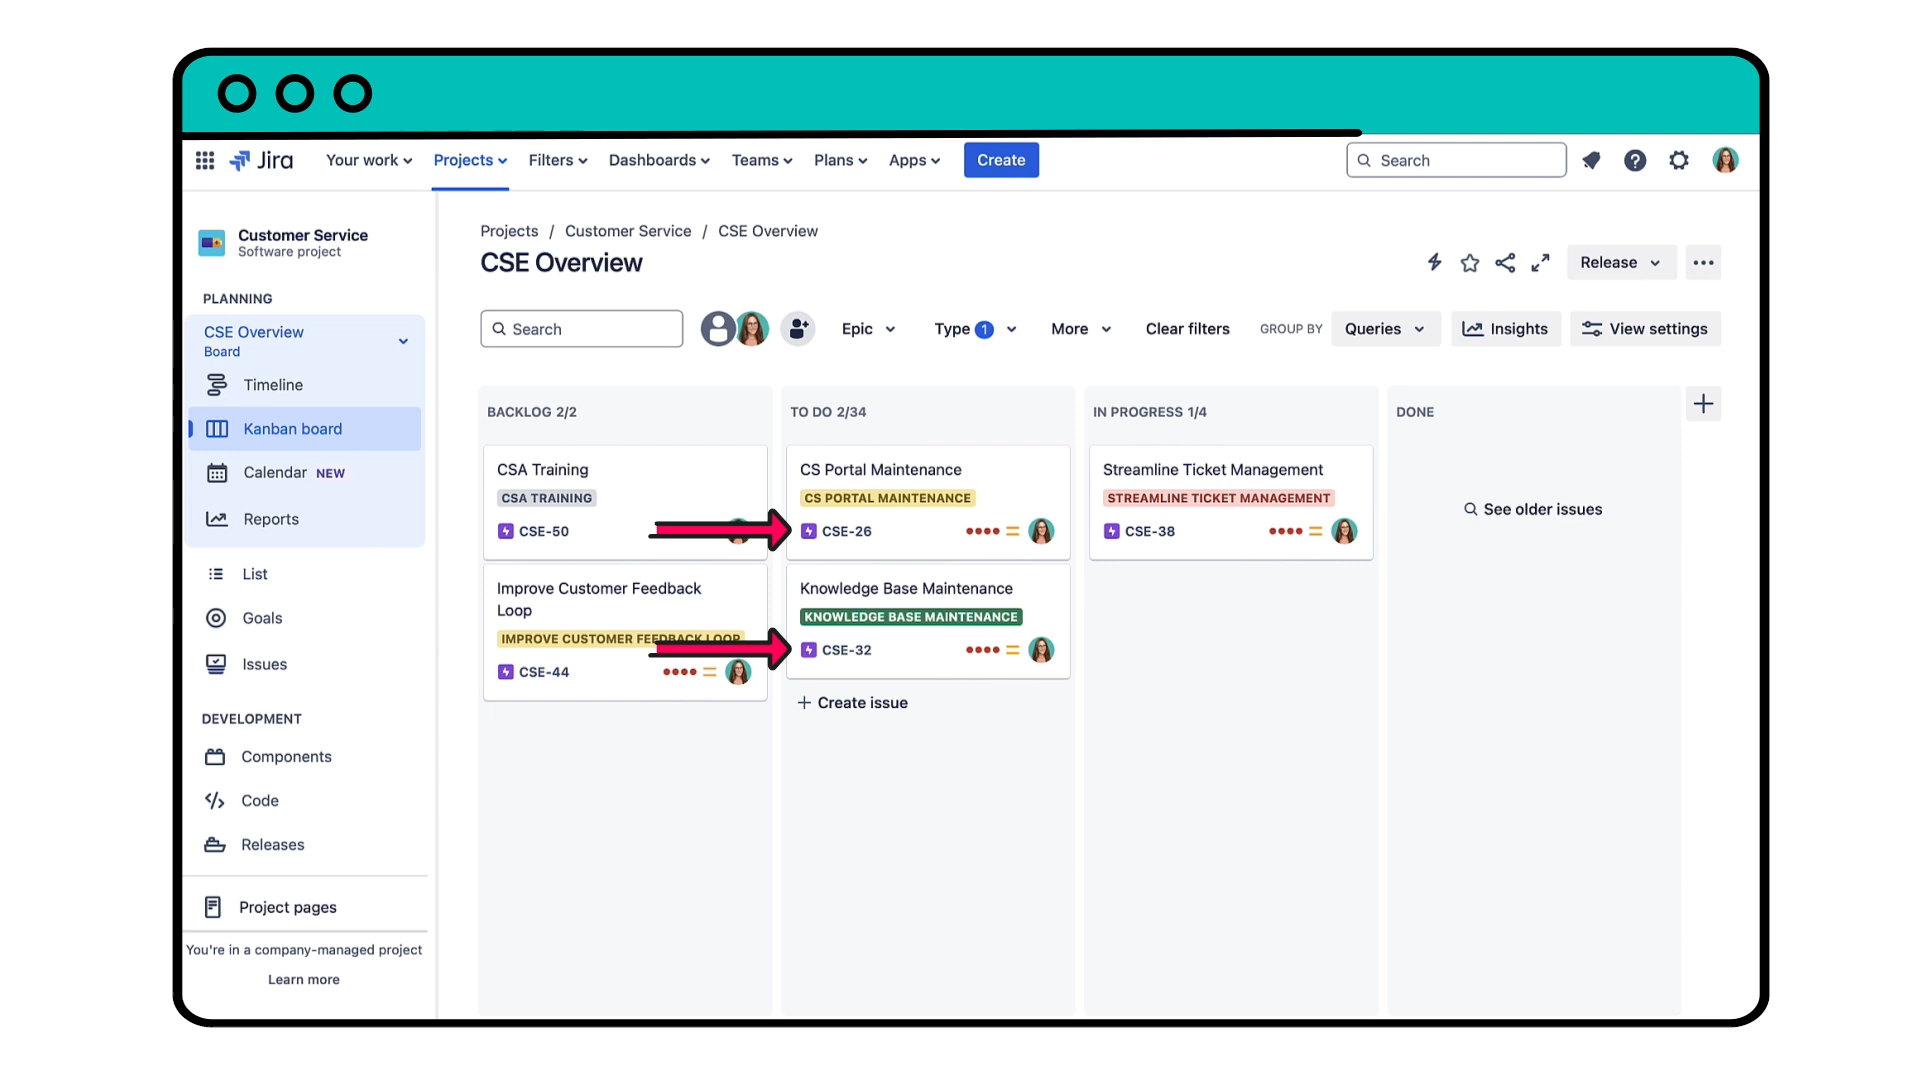 Jira
Your work
Projects
Filters
Dashboards
Teams
Plans
Apps
Create
Search
Customer Service
Software project
PLANNING
CSE Overview
Board
Timeline
Kanban board
Calendar NEW
Reports
List
Goals
Issues
DEVELOPMENT
Components
Code
Releases
Project pages
You're in a company-managed project
Learn more
Projects / Customer Service / CSE Overview
CSE Overview
Release
Search
Epic
Type 1
More
Clear filters
GROUP BY
Queries
Insights
View settings
BACKLOG 2/2
CSA Training
CSA TRAINING
CSE-50
Improve Customer Feedback
Loop
IMPROVE CUSTOMER FEEDBACK LOOP
CSE-44
TO DO 2/34
CS Portal Maintenance
CS PORTAL MAINTENANCE
CSE-26
Knowledge Base Maintenance
KNOWLEDGE BASE MAINTENANCE
CSE-32
Create issue
IN PROGRESS 1/4
Streamline Ticket Management
STREAMLINE TICKET MANAGEMENT
CSE-38
DONE
See older issues